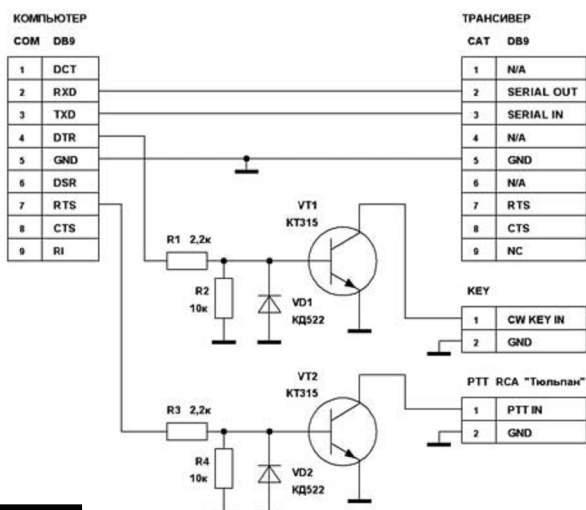 КОМПЬЮТЕР
COM DB9
1 DCT
2 RXD
3 TXD
4 DTR
5 GND
6 DSR
7 RTS
8 CTS
9 RI
ТРАНСИВЕР
CAT DB9
1 N/A
2 SERIAL OUT
3 SERIAL IN
4 N/A
5 GND
6 N/A
7 RTS
8 CTS
9 NC
VT1
КТ315
R1 2,2к
R2
10к
VD1
КД522
KEY
1 CW KEY IN
2 GND
VT2
КТ315
R3 2,2к
R4
10к
VD2
КД522
PTT RCA "Тюльпан"
1 PTT IN
2 GND